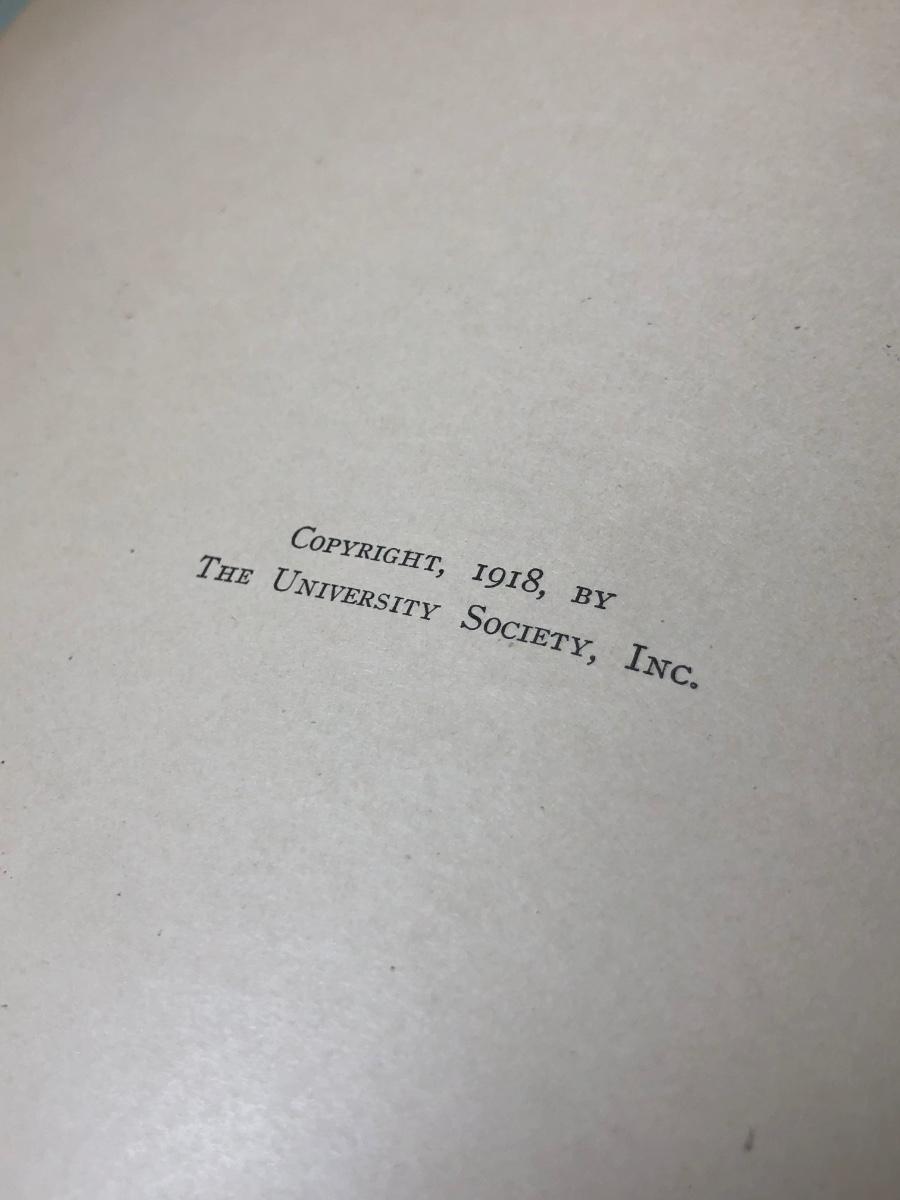 Copyright, 1918, by
The University Society, Inc.